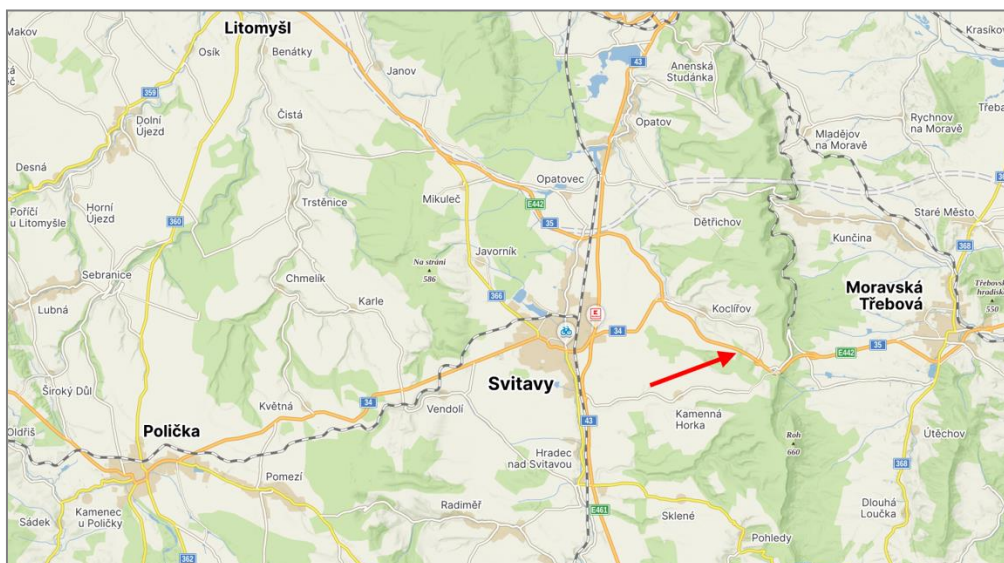 Litomyšl
Makov
Osík
Benátky
Janov
43
Anenská
Studánka
Krasíkov
359
Dolní
Újezd
Čistá
Opatov
Mladějov
na Moravě
Rychnov
na Moravě
Třeba
Desná
Mikuleč
Opatovec
E442
35
Dětřichov
Staré Město
368
Kunčina
Poříčí
u Litomyšle
Horní
Újezd
360
Trstěnice
Sebranice
Javorník
Na stráni
586
Chmelík
Karle
366
Koclířov
Moravská
Třebová
Třebovské
hradisko
550
Lubná
34
E442
35
Široký Důl
Svitavy
Květná
34
Vendolí
43
Kamenná
Horka
Roh
660
Oldřiš
Polička
Útěchov
368
Hradec
nad Svitavou
Pomezí
Radiměř
E461
Sklené
Dlouhá
Loučka
Sádek
Kamenec
u Poličky
362
Pohledy